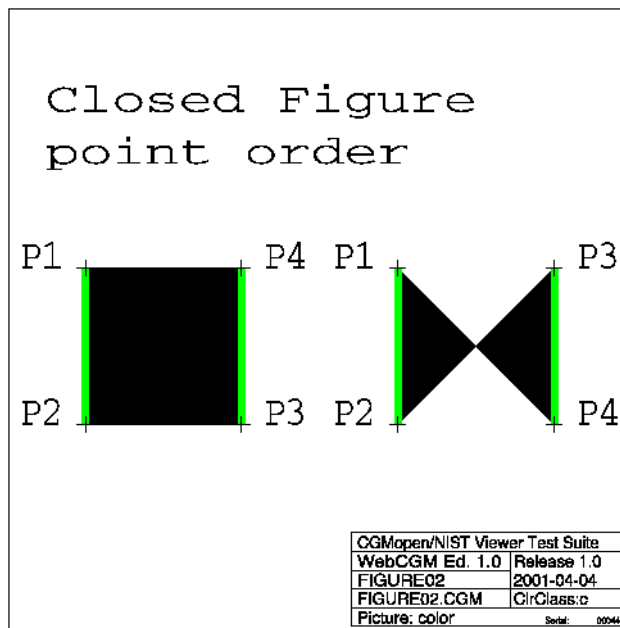 Closed Figure
point order
P1 P4 P1 P3
P2 P3 P2 P4
CGMopen/NIST Viewer Test Suite
WebCGM Ed. 1.0 Release 1.0
FIGURE02 2001-04-04
FIGURE02.CGM ClrClass:c
Picture: color Serial: